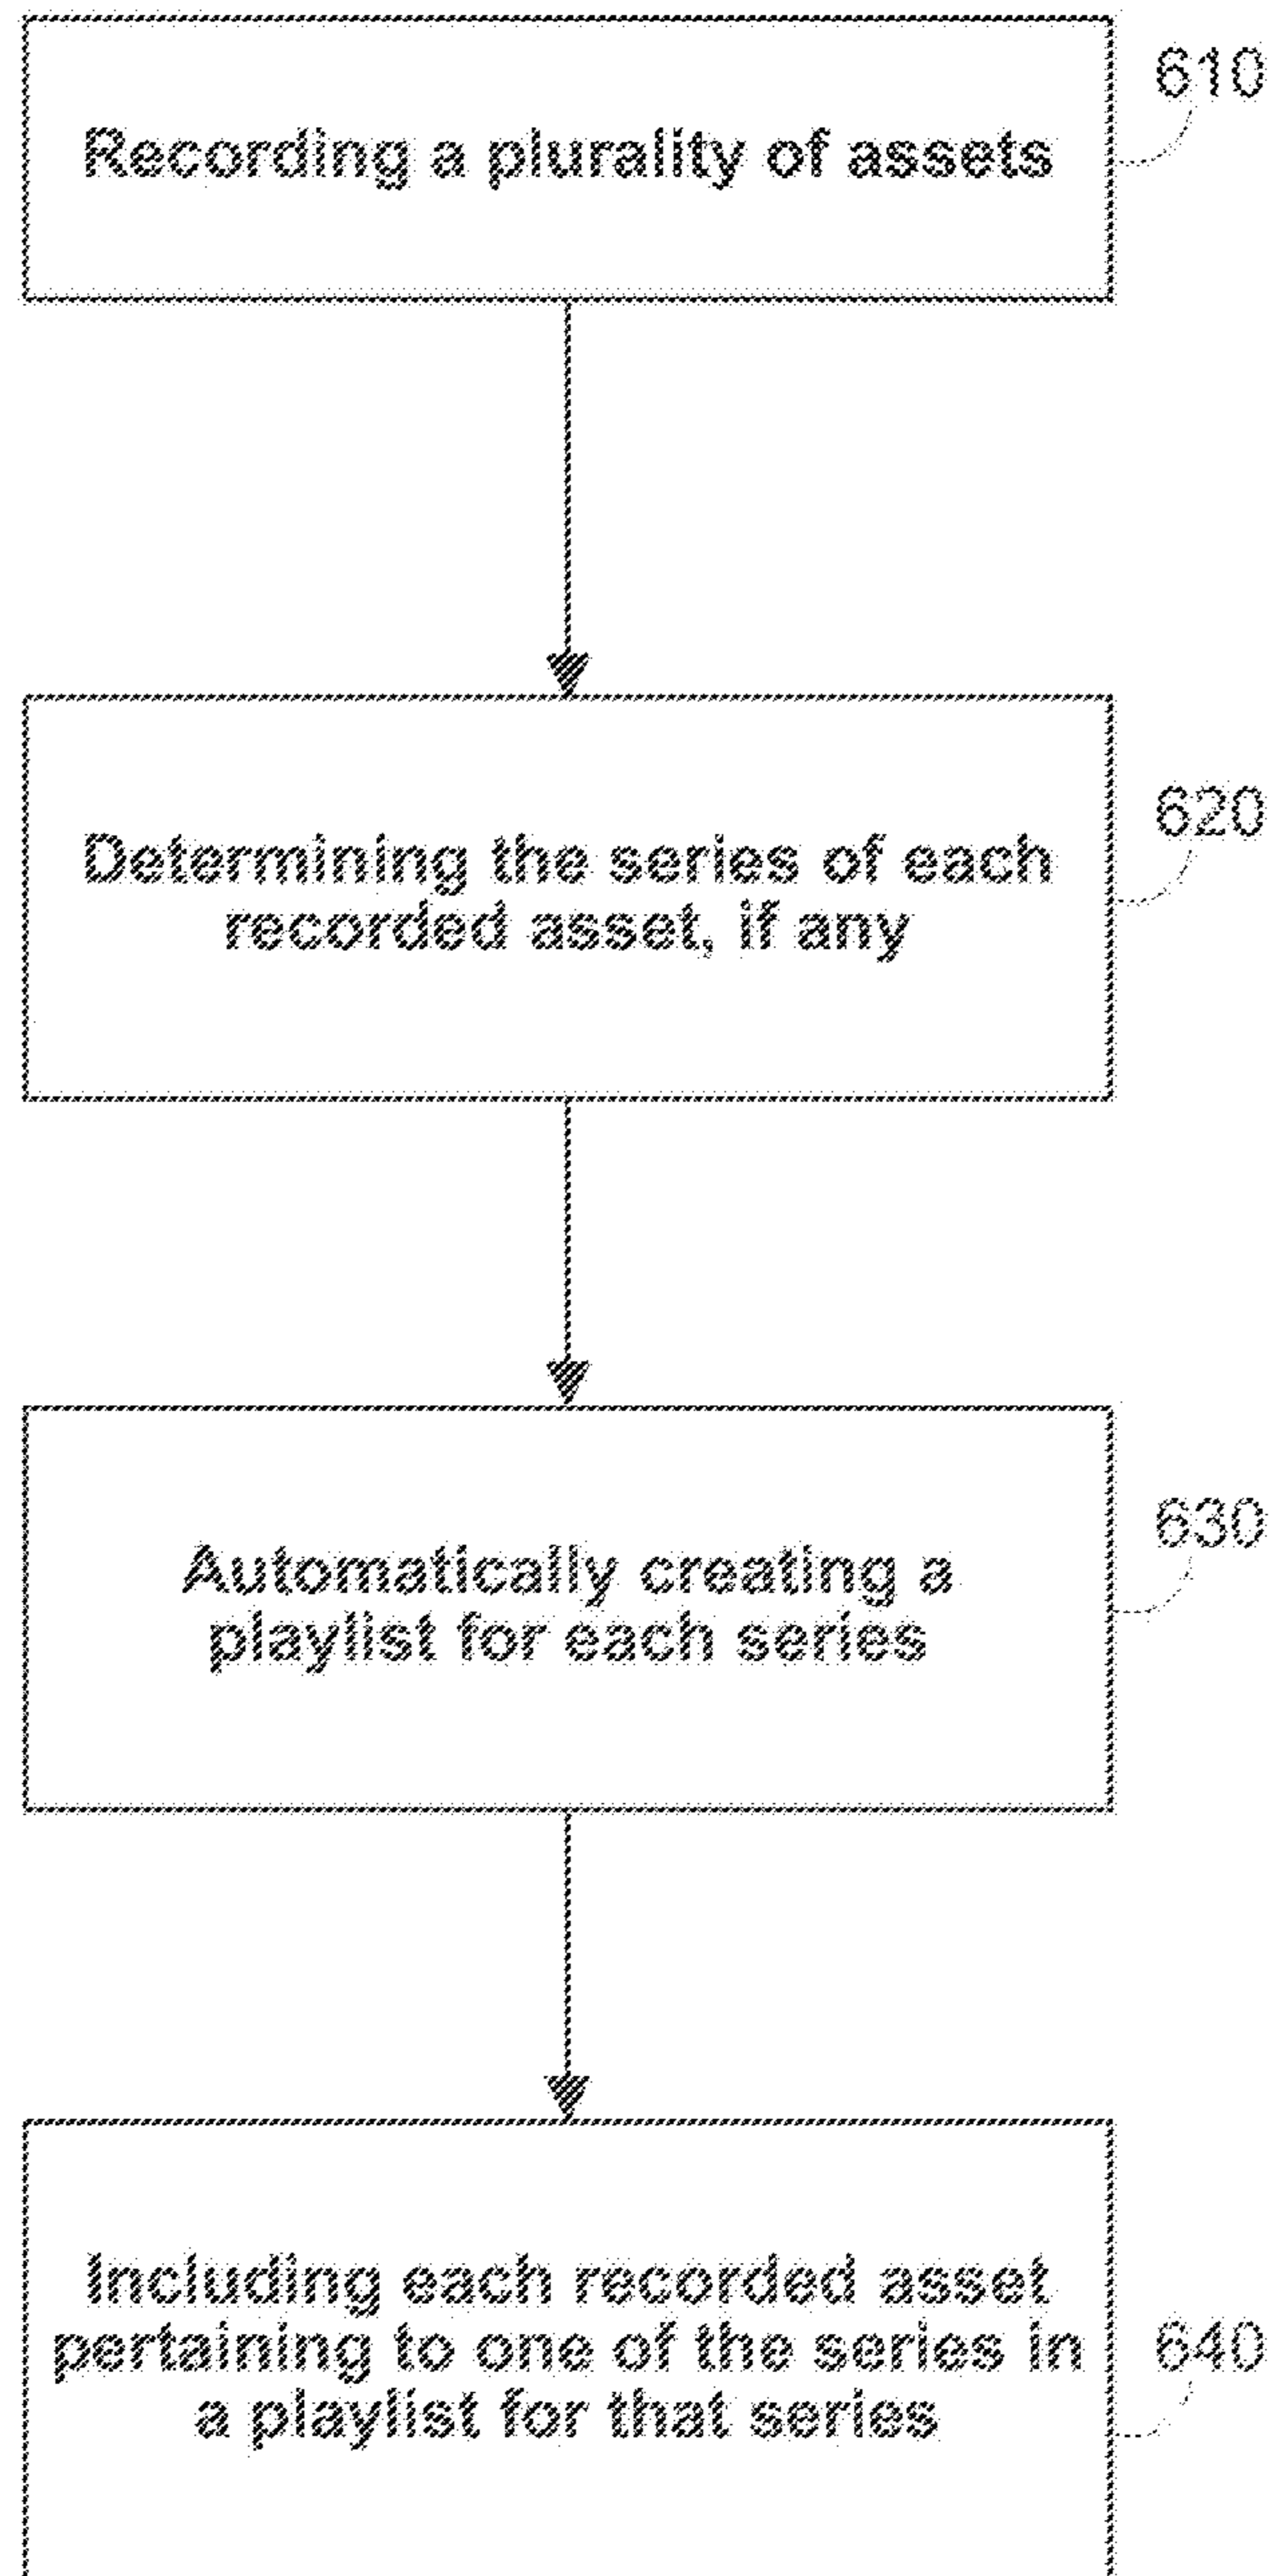 Recording a plurality of assets
610
Determining the series of each
recorded asset, if any
620
Automatically creating a
playlist for each series
630
Including each recorded asset
pertaining to one of the series in
a playlist for that series
640